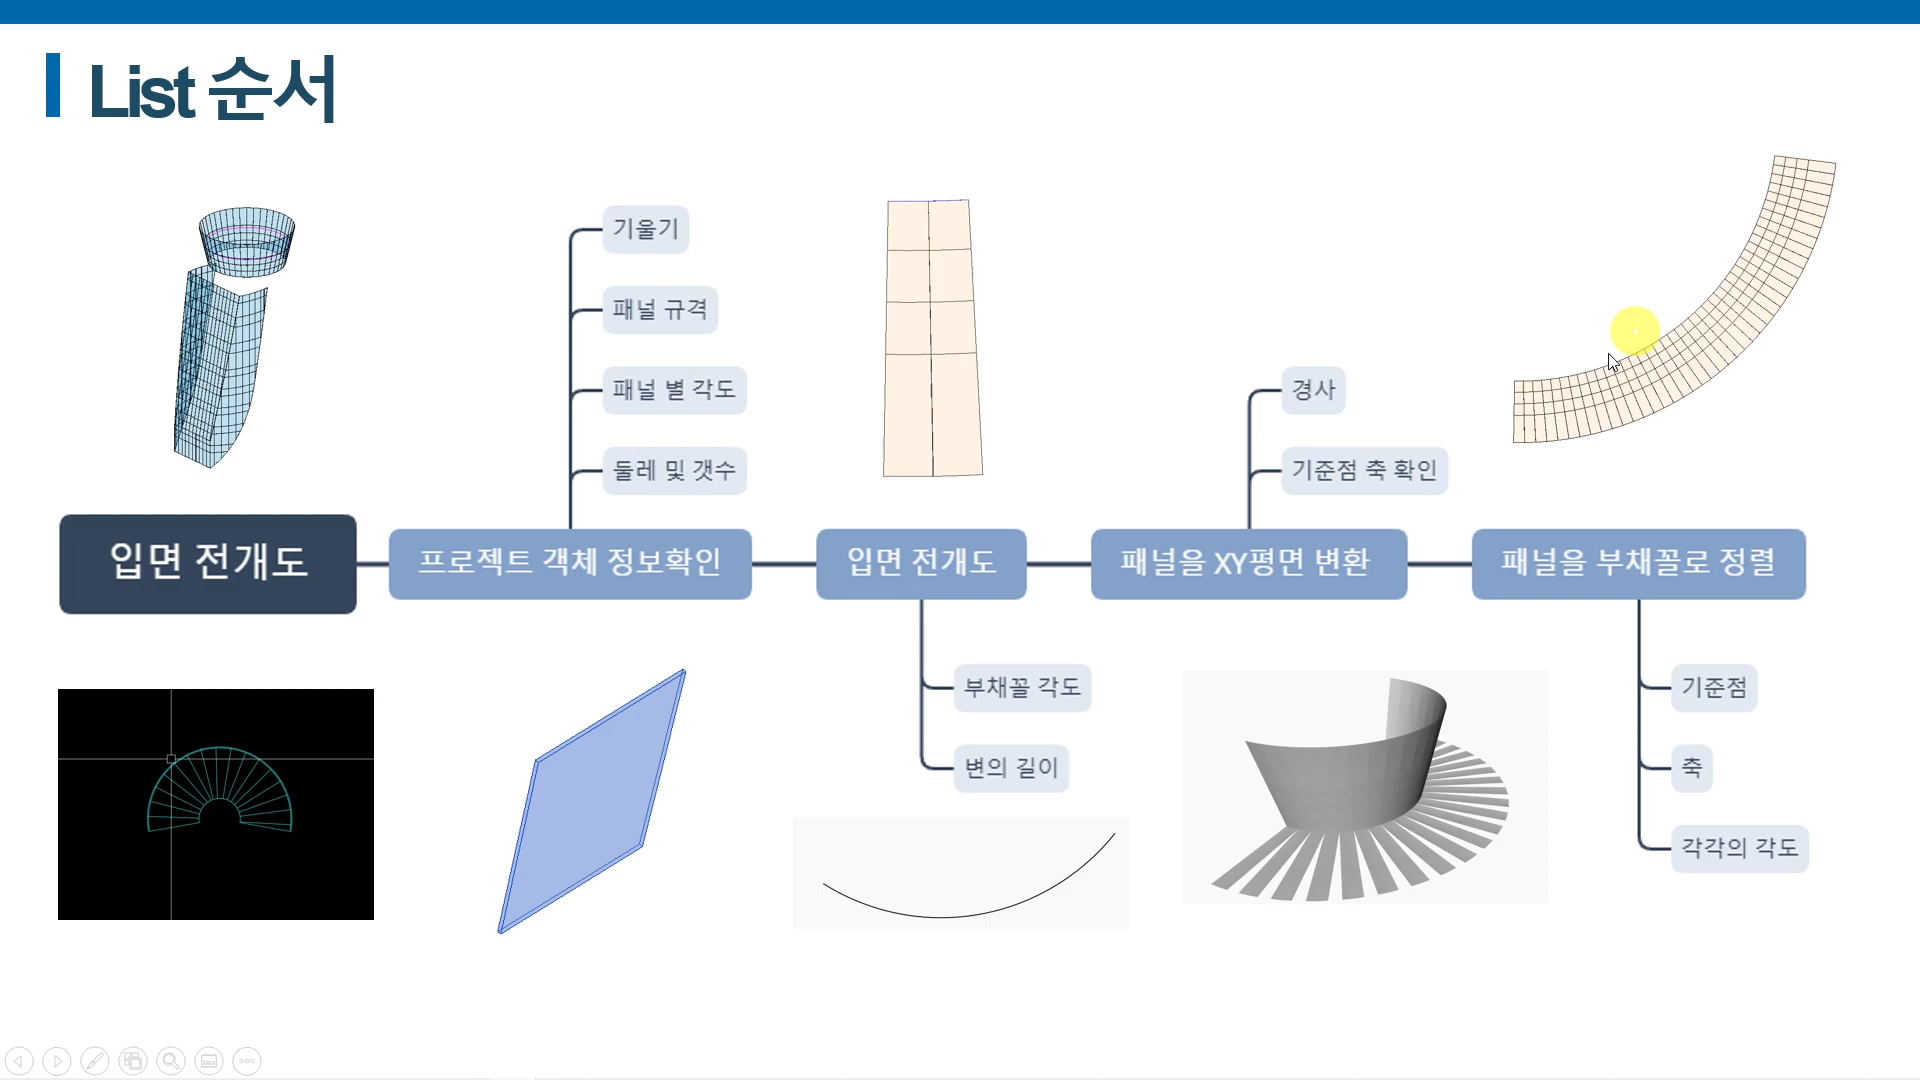 List 순서
기울기
패널 규격
패널 별 각도
둘레 및 갯수
경사
기준점 축 확인
입면 전개도
프로젝트 객체 정보확인
입면 전개도
패널을 XY평면 변환
패널을 부채꼴로 정렬
부채꼴 각도
변의 길이
기준점
축
각각의 각도